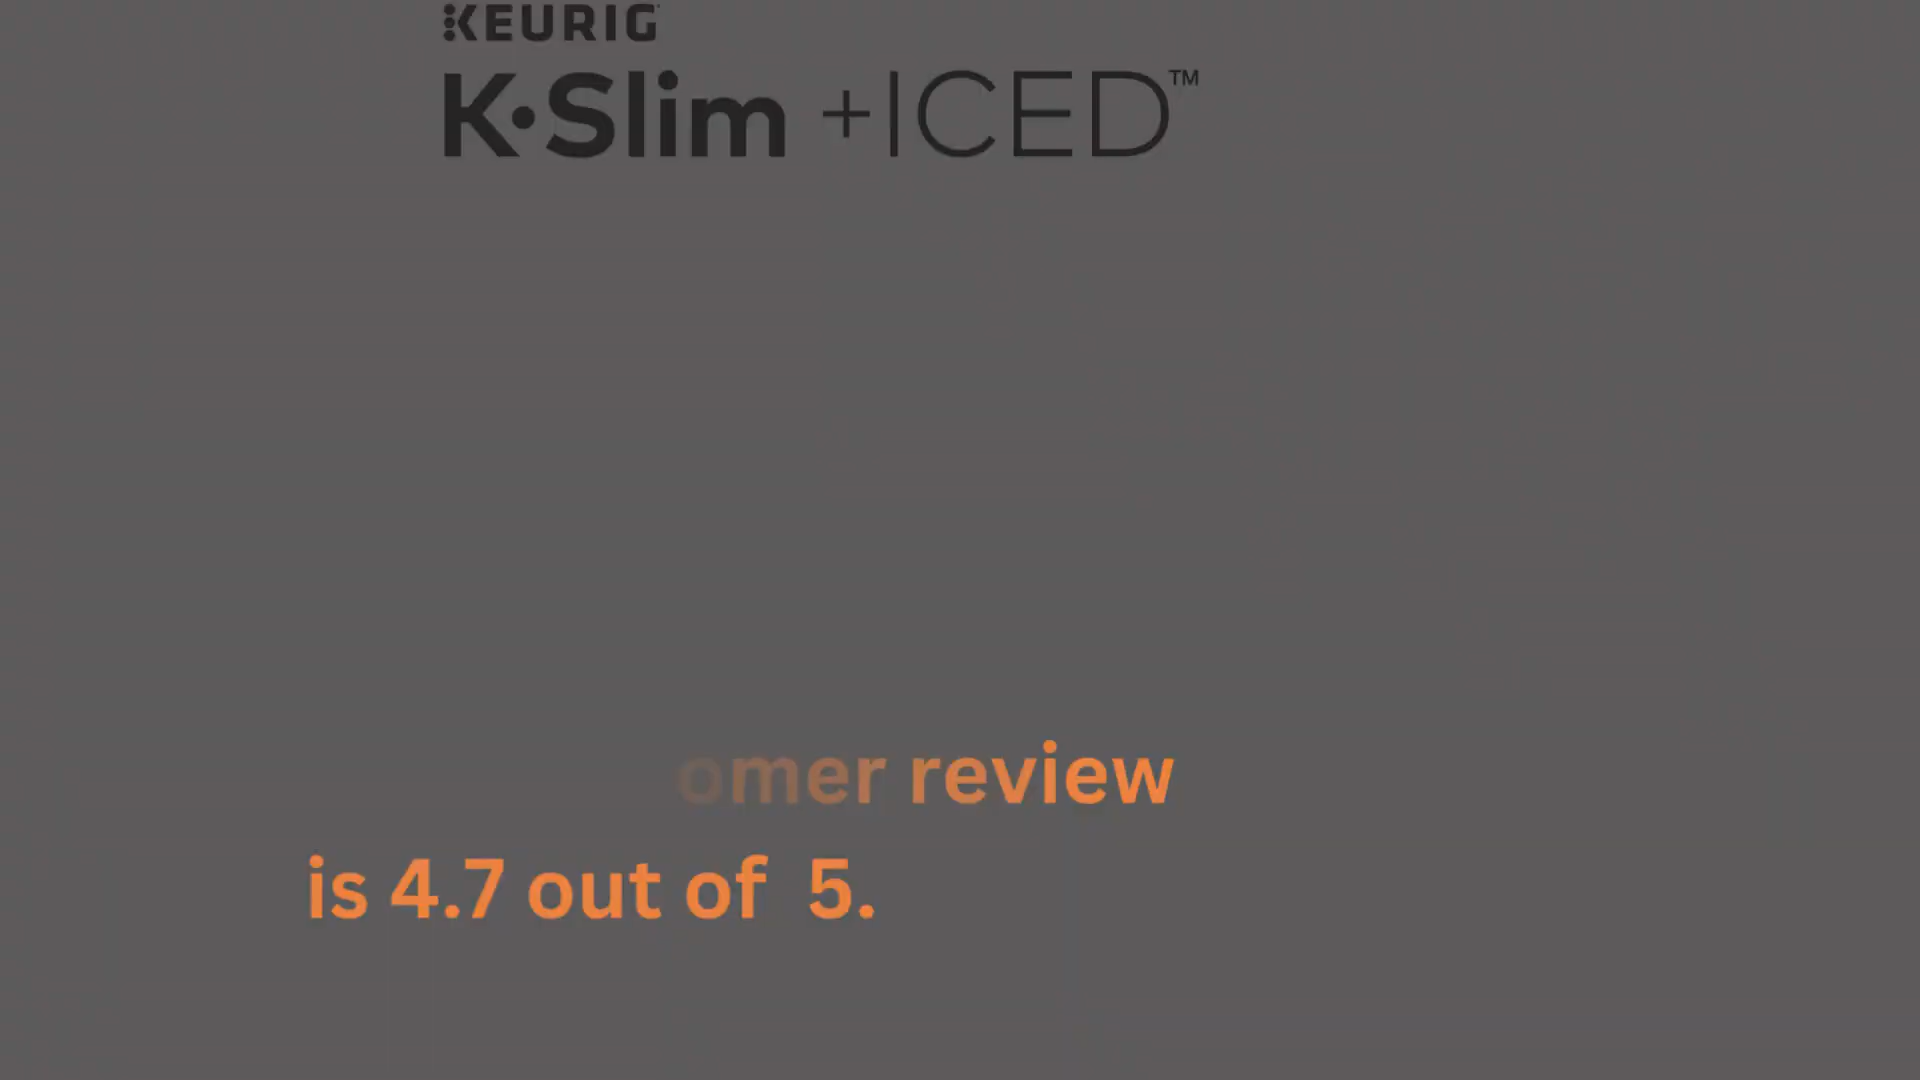 KEURIG
K•Slim +ICED™
omer review
is 4.7 out of 5.